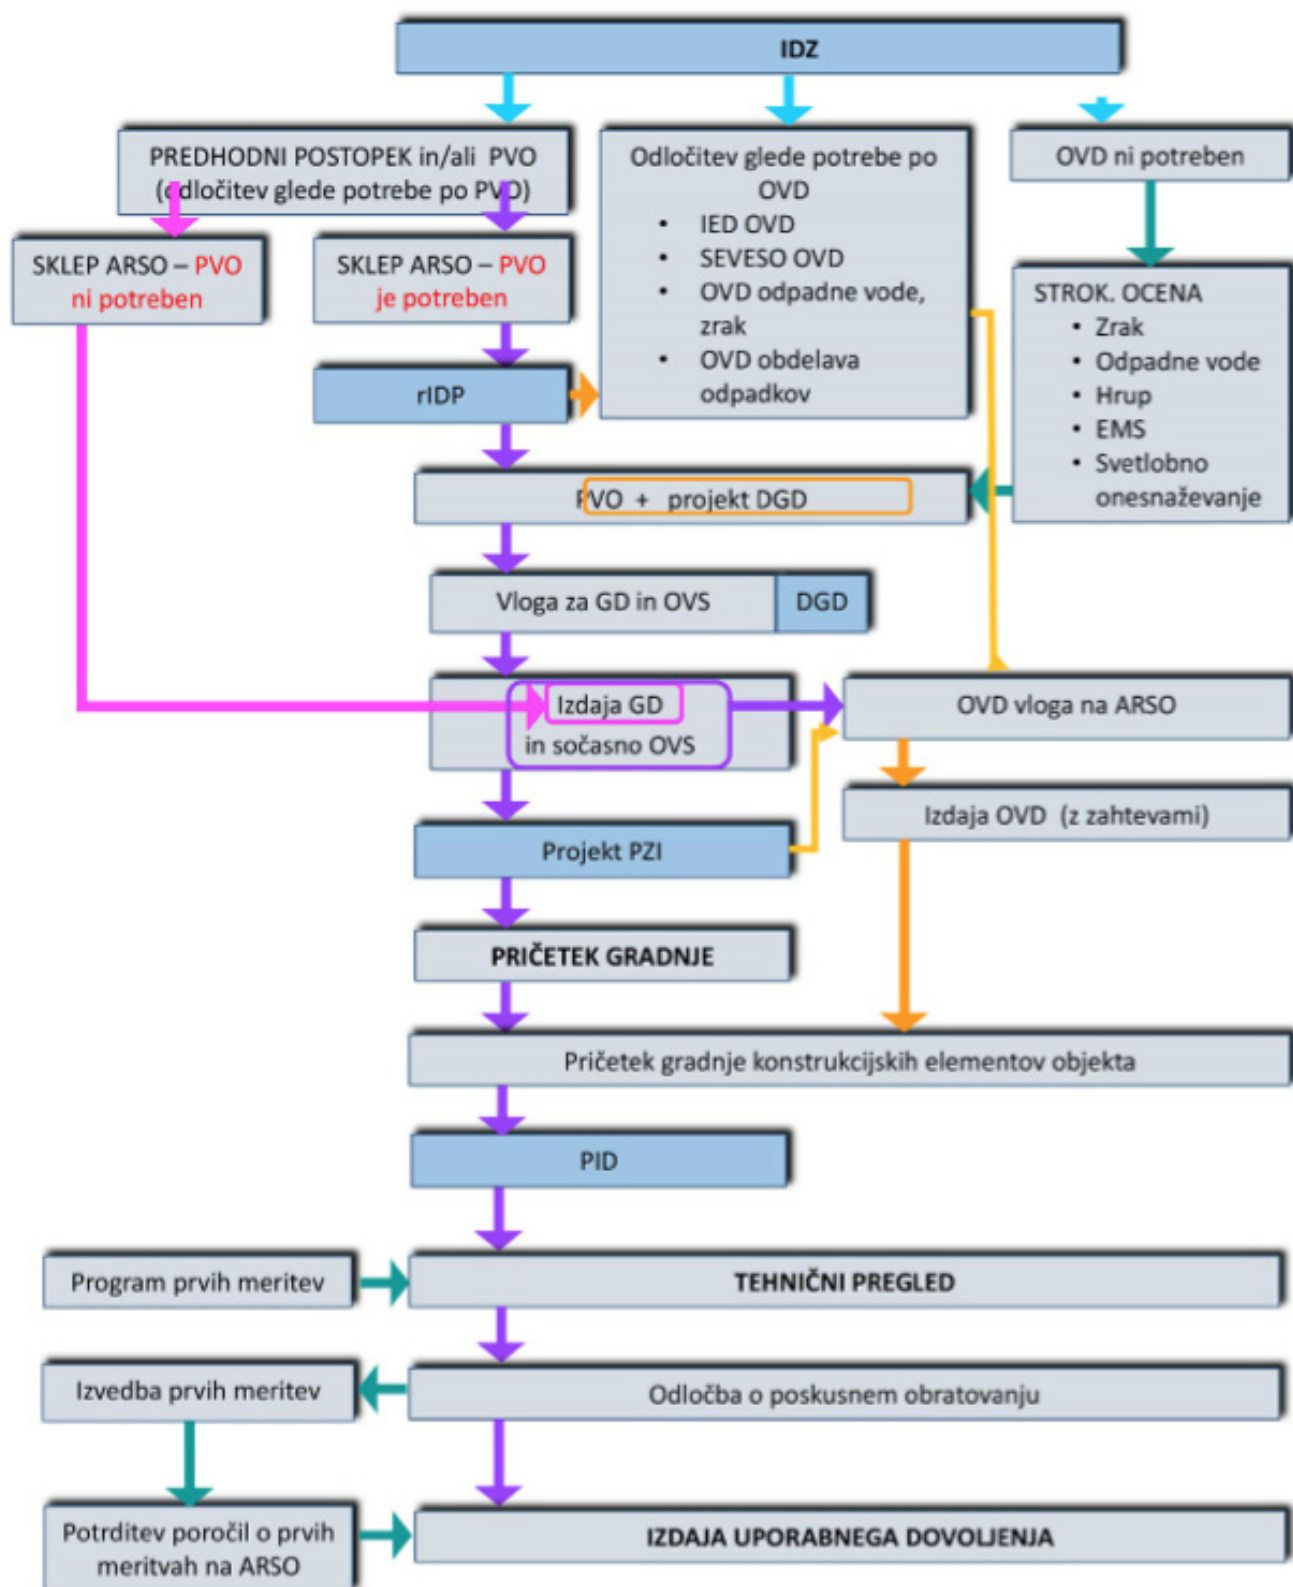 IDZ
PREDHODNI POSTOPEK in/ali PVO
(odločitev glede potrebe po PVO)
Odločitev glede potrebe po
OVD
• IED OVD
• SEVESO OVD
• OVD odpadne vode,
zrak
• OVD obdelava
odpadkov
OVD ni potreben
SKLEP ARSO – PVO
ni potreben
SKLEP ARSO – PVO
je potreben
STROK. OCENA
• Zrak
• Odpadne vode
• Hrup
• EMS
• Svetlobno
onesnaževanje
rIDP
PVO + projekt DGD
Vloga za GD in OVS
DGD
Izdaja GD
in sočasno OVS
OVD vloga na ARSO
Izdaja OVD (z zahtevami)
Projekt PZI
PRIČETEK GRADNJE
Pričetek gradnje konstrukcijskih elementov objekta
PID
Program prvih meritev
TEHNIČNI PREGLED
Izvedba prvih meritev
Odločba o poskusnem obratovanju
Potrditev poročil o prvih
meritvah na ARSO
IZDAJA UPORABNEGA DOVOLJENJA